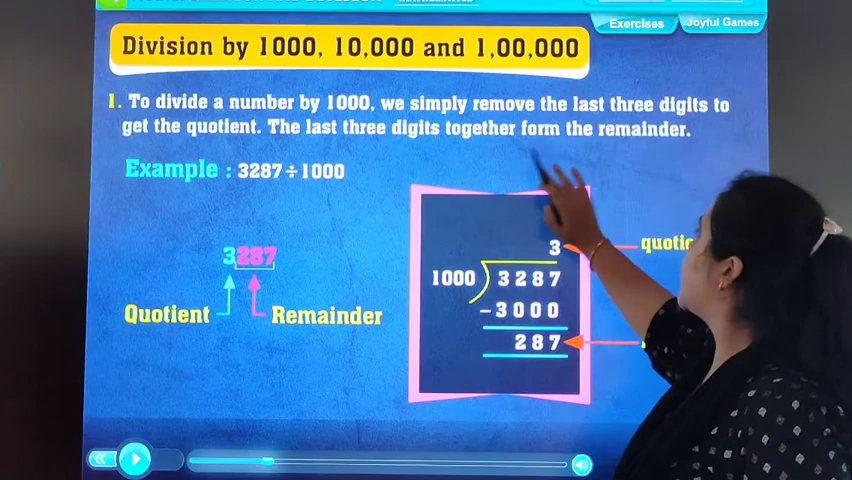 Exercises
Joyful Games
Division by 1000, 10,000 and 1,00,000
1. To divide a number by 1000, we simply remove the last three digits to
get the quotient. The last three digits together form the remainder.
Example : 3287÷1000
3287
Quotient
Remainder
3
1000 3287
−3000
287